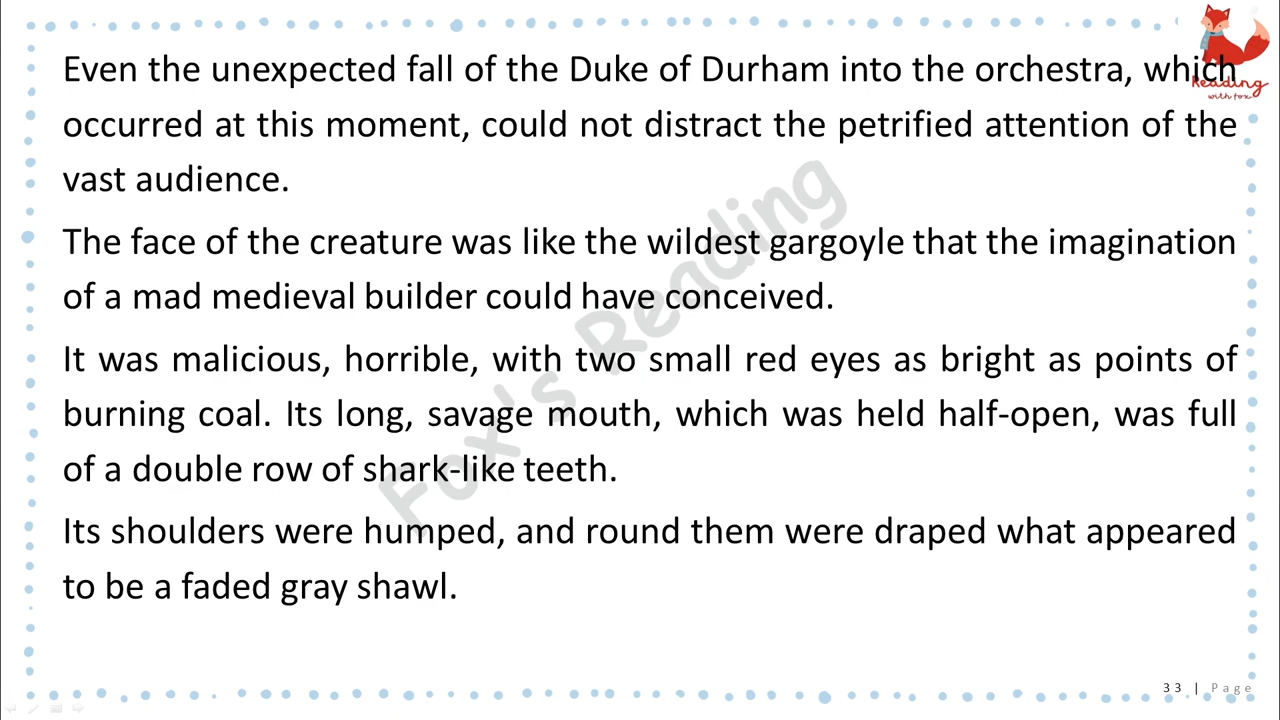 Even the unexpected fall of the Duke of Durham into the orchestra, which
occurred at this moment, could not distract the petrified attention of the
vast audience.
The face of the creature was like the wildest gargoyle that the imagination
of a mad medieval builder could have conceived.
It was malicious, horrible, with two small red eyes as bright as points of
burning coal. Its long, savage mouth, which was held half-open, was full
of a double row of shark-like teeth.
Its shoulders were humped, and round them were draped what appeared
to be a faded gray shawl.
Reading
with fox
Fox's Reading
33 | Page